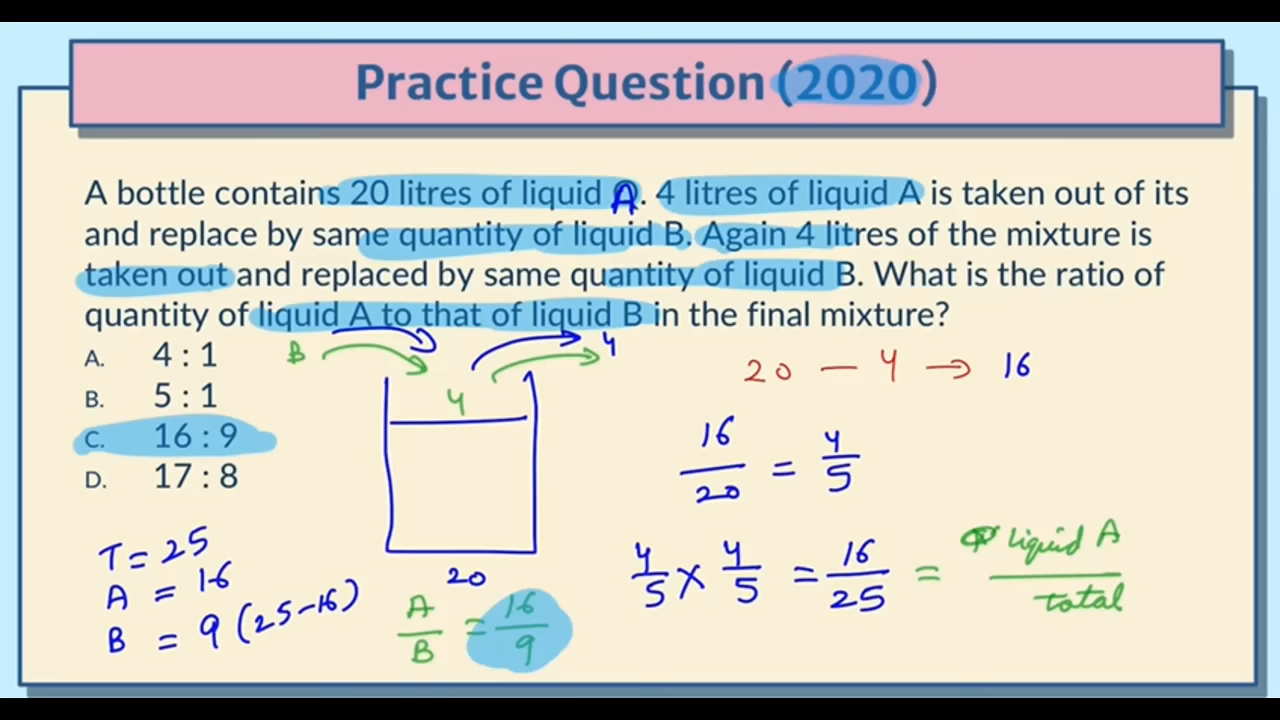 Practice Question (2020)
A bottle contains 20 litres of liquid A. 4 litres of liquid A is taken out of its
and replace by same quantity of liquid B. Again 4 litres of the mixture is
taken out and replaced by same quantity of liquid B. What is the ratio of
quantity of liquid A to that of liquid B in the final mixture?
A. 4 : 1
B. 5 : 1
C. 16 : 9
D. 17 : 8
B
4
4
20
20 — 4 → 16
16/20 = 4/5
4/5 × 4/5 = 16/25 = liquid A/total
T = 25
A = 16
B = 9 (25-16)
A/B = 16/9